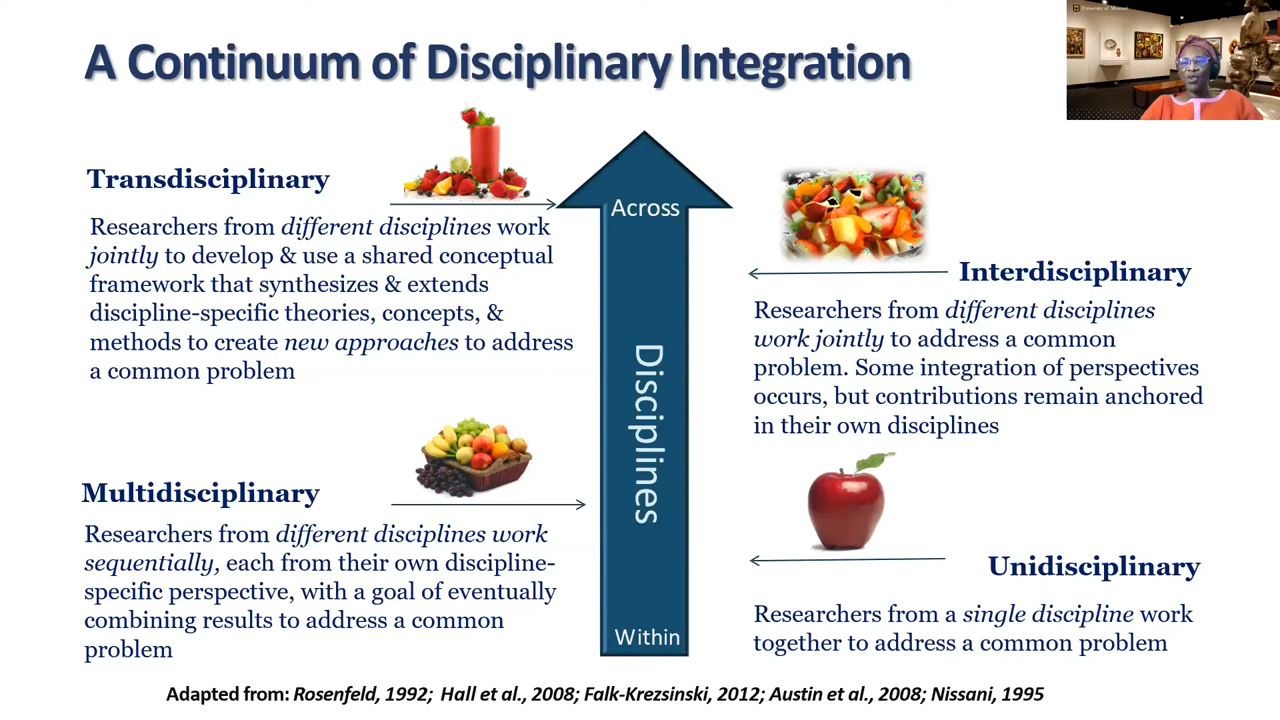 A Continuum of Disciplinary Integration
University of Missouri
Transdisciplinary
Researchers from different disciplines work
jointly to develop & use a shared conceptual
framework that synthesizes & extends
discipline-specific theories, concepts, &
methods to create new approaches to address
a common problem
Multidisciplinary
Researchers from different disciplines work
sequentially, each from their own discipline-
specific perspective, with a goal of eventually
combining results to address a common
problem
Across
Disciplines
Within
Interdisciplinary
Researchers from different disciplines
work jointly to address a common
problem. Some integration of perspectives
occurs, but contributions remain anchored
in their own disciplines
Unidisciplinary
Researchers from a single discipline work
together to address a common problem
Adapted from: Rosenfeld, 1992; Hall et al., 2008; Falk-Krezsinski, 2012; Austin et al., 2008; Nissani, 1995